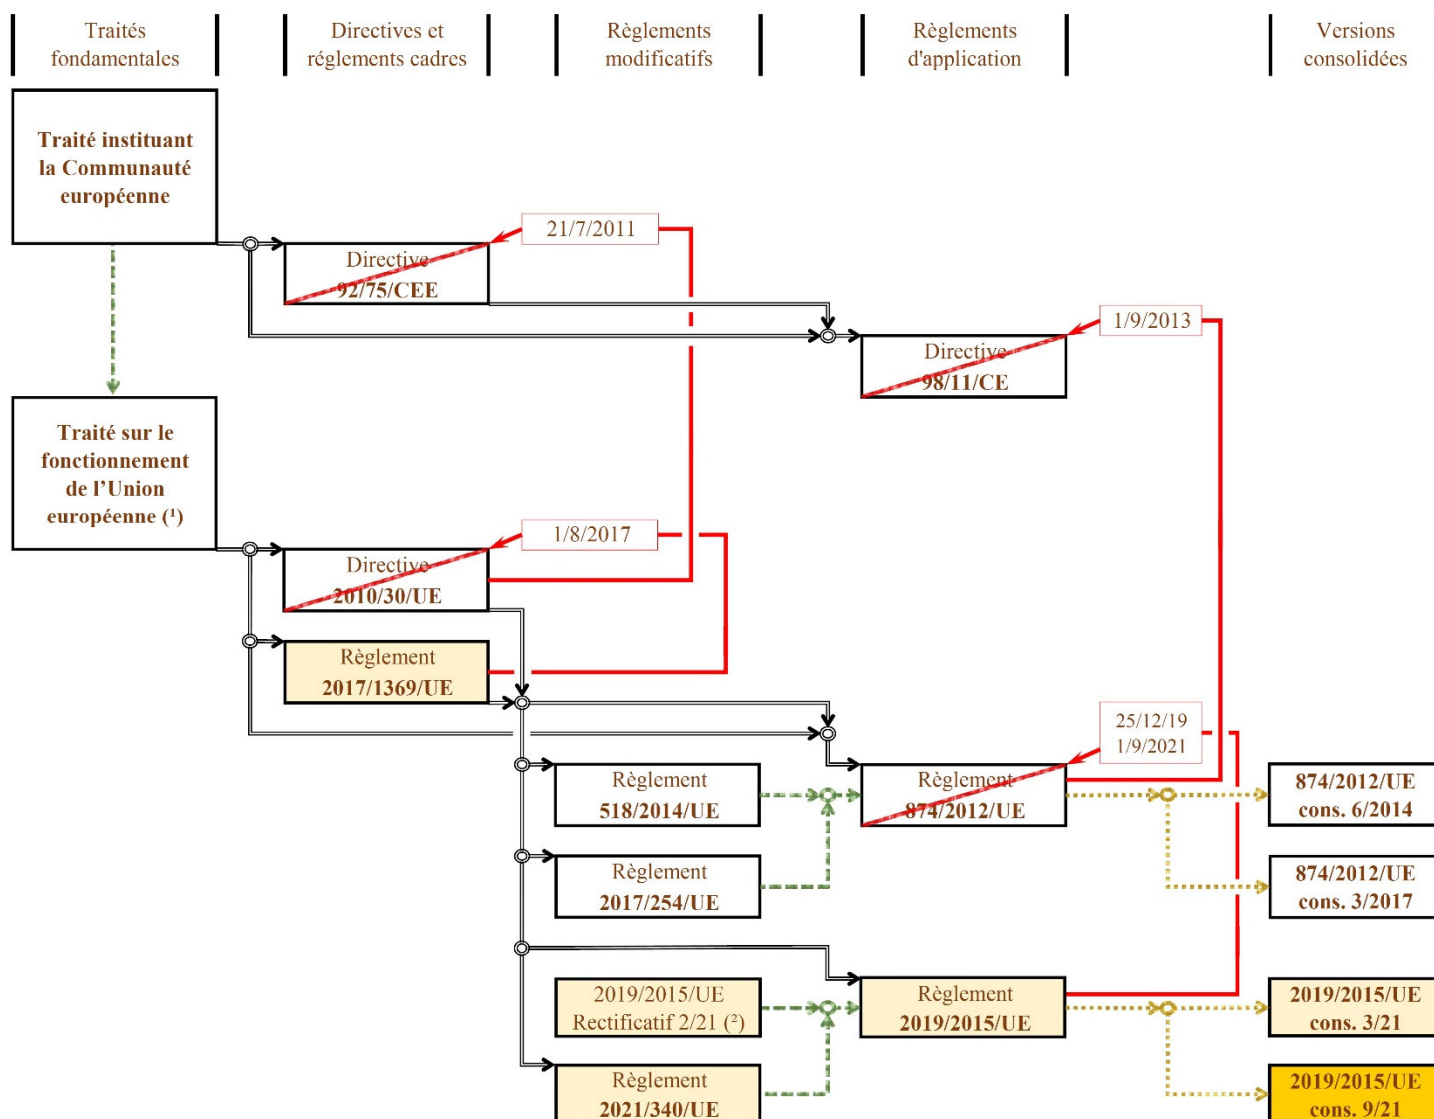 Traités
fondamentales
Directives et
réglements cadres
Règlements
modificatifs
Règlements
d'application
Versions
consolidées
Traité instituant
la Communauté
européenne
21/7/2011
Directive
92/75/CEE
1/9/2013
Directive
98/11/CE
Traité sur le
fonctionnement
de l’Union
européenne (¹)
1/8/2017
Directive
2010/30/UE
Règlement
2017/1369/UE
25/12/19
1/9/2021
Règlement
518/2014/UE
Règlement
874/2012/UE
874/2012/UE
cons. 6/2014
Règlement
2017/254/UE
874/2012/UE
cons. 3/2017
2019/2015/UE
Rectificatif 2/21 (²)
Règlement
2019/2015/UE
2019/2015/UE
cons. 3/21
Règlement
2021/340/UE
2019/2015/UE
cons. 9/21